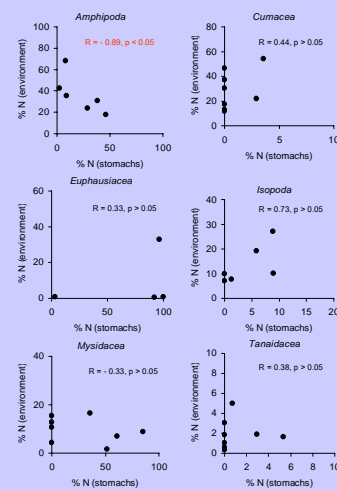 Amphipoda
R = - 0.89, p < 0.05
% N (environment)
100
80
60
40
20
0
0 50 100
% N (stomachs)
Cumacea
R = 0.44, p > 0.05
% N (environment)
80
60
40
20
0
0 5 10
% N (stomachs)
Euphausiacea
R = 0.33, p > 0.05
% N (environment)
60
40
20
0
0 50 100
% N (stomachs)
Isopoda
R = 0.73, p > 0.05
% N (environment)
40
30
20
10
0
0 5 10 15 20
% N (stomachs)
Mysidacea
R = - 0.33, p > 0.05
% N (environment)
40
20
0
0 50 100
% N (stomachs)
Tanaidacea
R = 0.38, p > 0.05
% N (environment)
10
8
6
4
2
0
0 2 4 6 8 10
% N (stomachs)